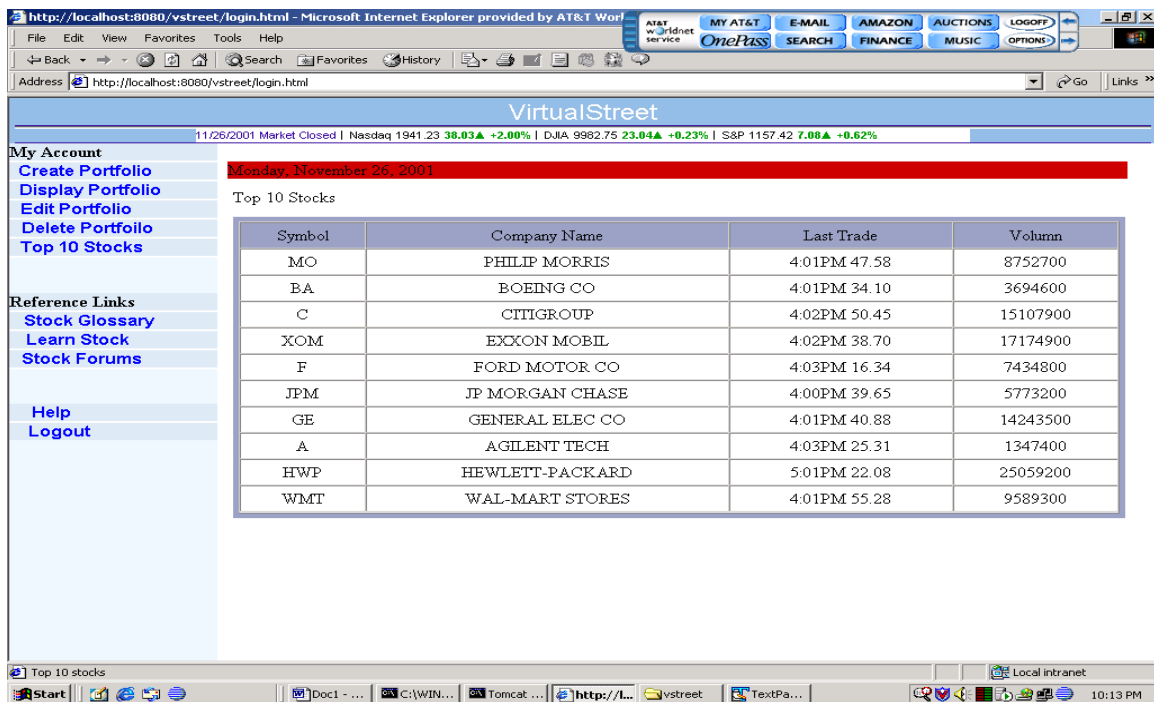 http://localhost:8080/vstreet/login.html - Microsoft Internet Explorer provided by AT&T Worl
AT&T Worldnet service
MY AT&T E-MAIL AMAZON AUCTIONS LOGOFF
OnePass SEARCH FINANCE MUSIC OPTIONS
File Edit View Favorites Tools Help
Back Search Favorites History
Address http://localhost:8080/vstreet/login.html Go Links »
VirtualStreet
11/26/2001 Market Closed | Nasdaq 1941.23 38.03▲ +2.00% | DJIA 9982.75 23.04▲ +0.23% | S&P 1157.42 7.08▲ +0.62%
My Account
Create Portfolio
Display Portfolio
Edit Portfolio
Delete Portfoilo
Top 10 Stocks
Reference Links
Stock Glossary
Learn Stock
Stock Forums
Help
Logout
Monday, November 26, 2001
Top 10 Stocks
Symbol Company Name Last Trade Volumn
MO PHILIP MORRIS 4:01PM 47.58 8752700
BA BOEING CO 4:01PM 34.10 3694600
C CITIGROUP 4:02PM 50.45 15107900
XOM EXXON MOBIL 4:02PM 38.70 17174900
F FORD MOTOR CO 4:03PM 16.34 7434800
JPM JP MORGAN CHASE 4:00PM 39.65 5773200
GE GENERAL ELEC CO 4:01PM 40.88 14243500
A AGILENT TECH 4:03PM 25.31 1347400
HWP HEWLETT-PACKARD 5:01PM 22.08 25059200
WMT WAL-MART STORES 4:01PM 55.28 9589300
Top 10 stocks Local intranet
Start Doc1 - ... C:\WIN... Tomcat ... http://l... vstreet TextPa... 10:13 PM